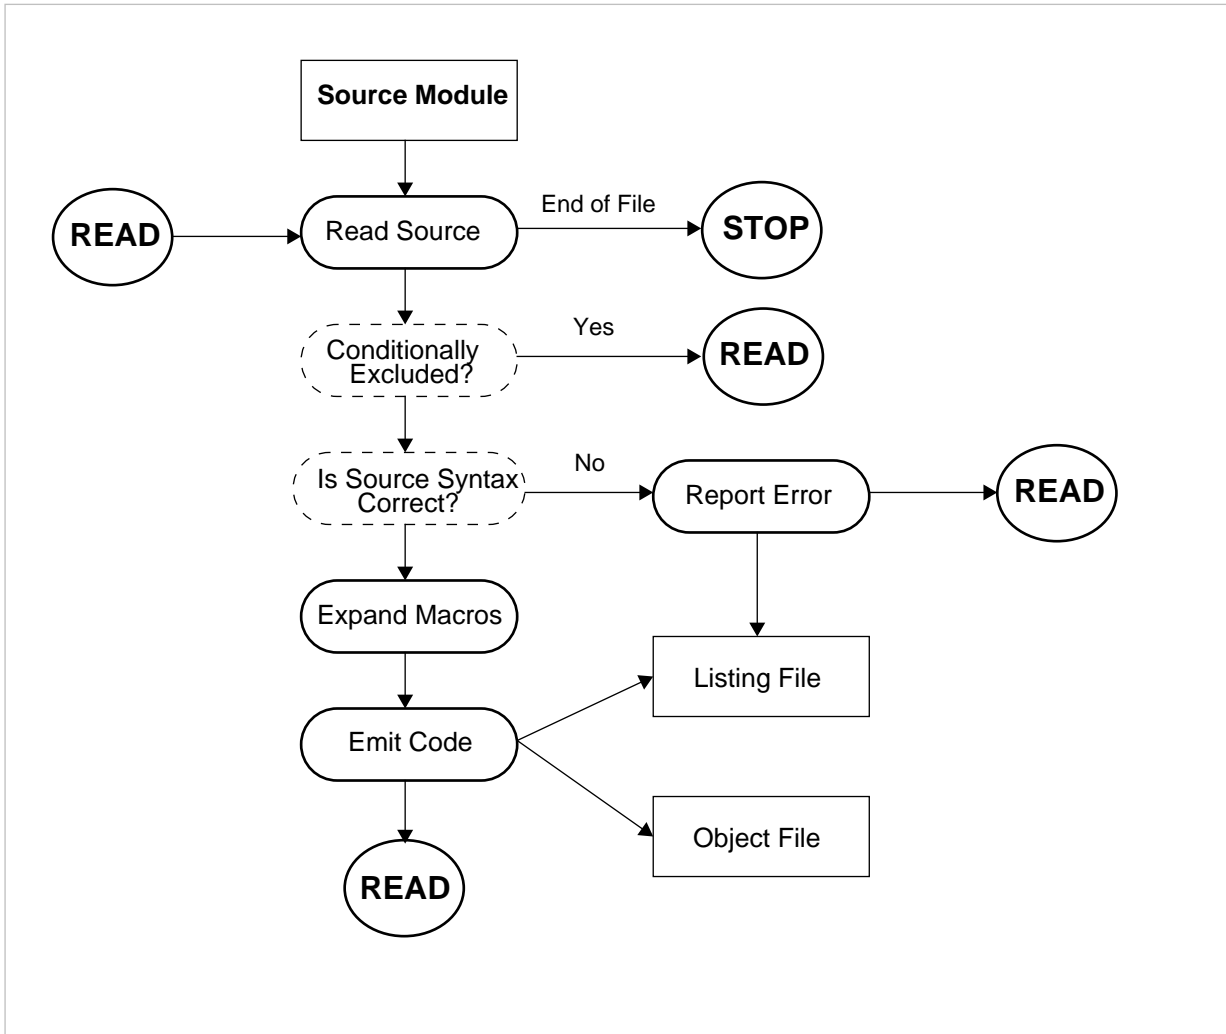 Source Module
End of File
READ
Read Source
STOP
Yes
Conditionally
Excluded?
READ
No
Is Source Syntax
Correct?
Report Error
READ
Expand Macros
Listing File
Emit Code
Object File
READ